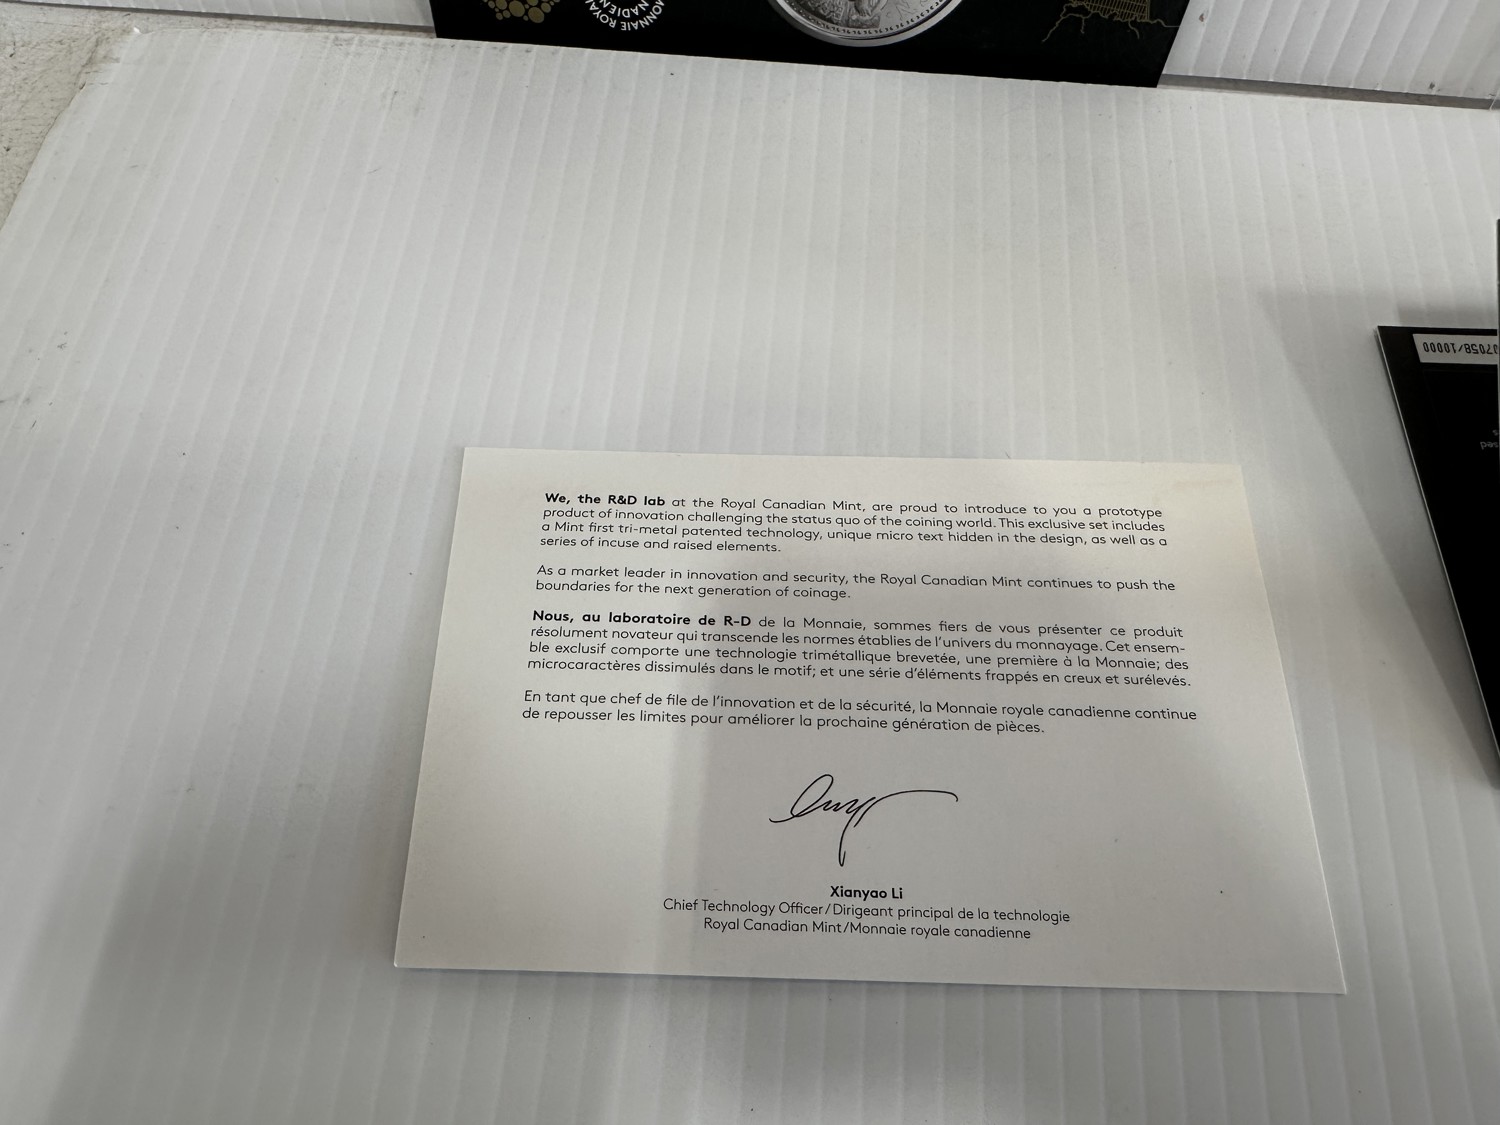 MONNAIE ROYALE
We, the R&D lab at the Royal Canadian Mint, are proud to introduce to you a prototype
product of innovation challenging the status quo of the coining world. This exclusive set includes
a Mint first tri-metal patented technology, unique micro text hidden in the design, as well as a
series of incuse and raised elements.
As a market leader in innovation and security, the Royal Canadian Mint continues to push the
boundaries for the next generation of coinage.
Nous, au laboratoire de R-D de la Monnaie, sommes fiers de vous présenter ce produit
résolument novateur qui transcende les normes établies de l'univers du monnayage. Cet ensem-
ble exclusif comporte une technologie trimétallique brevetée, une première à la Monnaie; des
microcaractères dissimulés dans le motif; et une série d'éléments frappés en creux et surélevés.
En tant que chef de file de l'innovation et de la sécurité, la Monnaie royale canadienne continue
de repousser les limites pour améliorer la prochaine génération de pièces.
Xianyao Li
Chief Technology Officer/Dirigeant principal de la technologie
Royal Canadian Mint/Monnaie royale canadienne
07058/10000